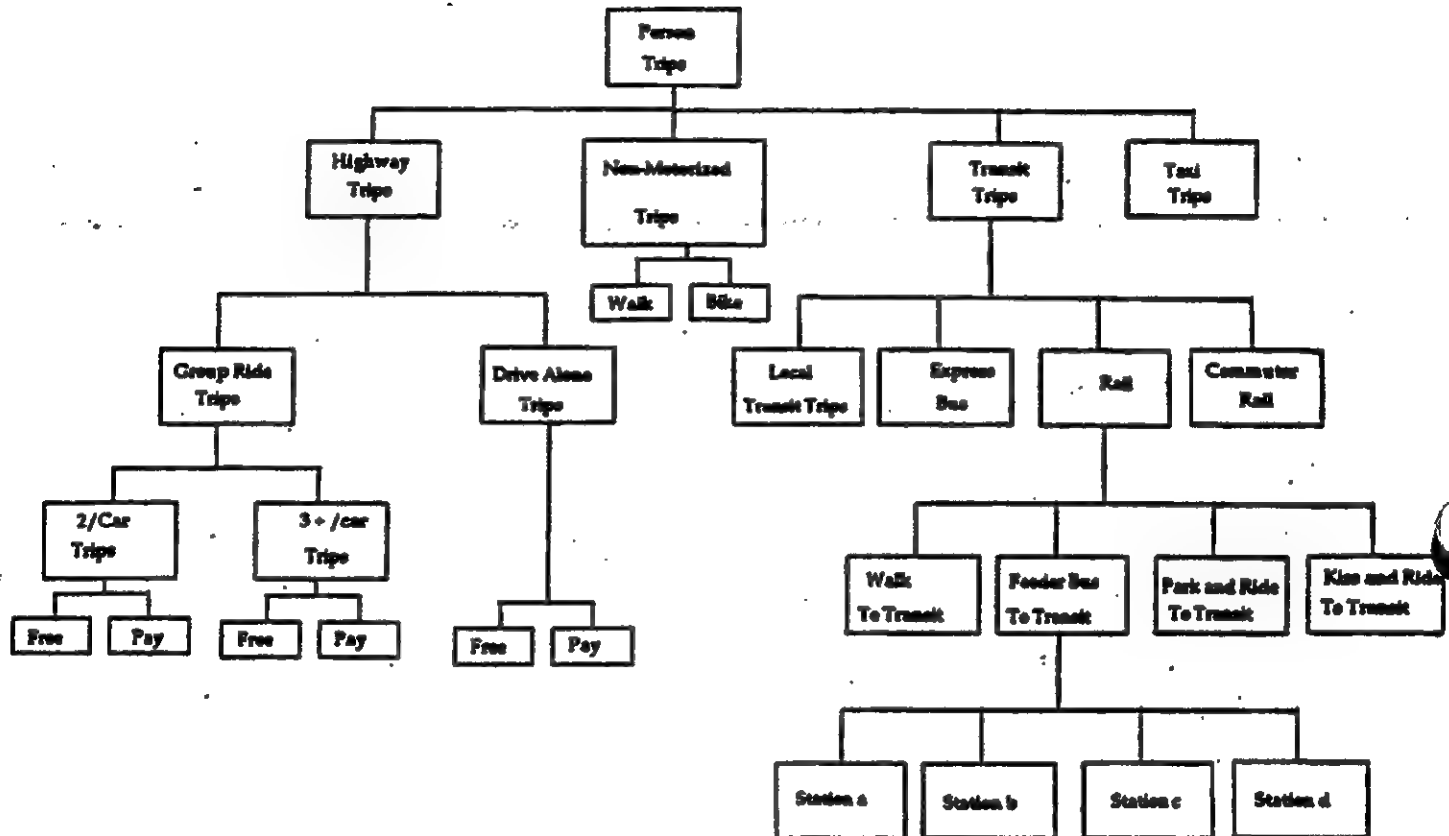 Person
Trips
Highway
Trips
Non-Motorized
Trips
Transit
Trips
Taxi
Trips
Walk
Bike
Group Ride
Trips
Drive Alone
Trips
Local
Transit Trips
Express
Bus
Rail
Commuter
Rail
2/Car
Trips
3 + /car
Trips
Walk
To Transit
Feeder Bus
To Transit
Park and Ride
To Transit
Kiss and Ride
To Transit
Free
Pay
Free
Pay
Free
Pay
Station a
Station b
Station c
Station d